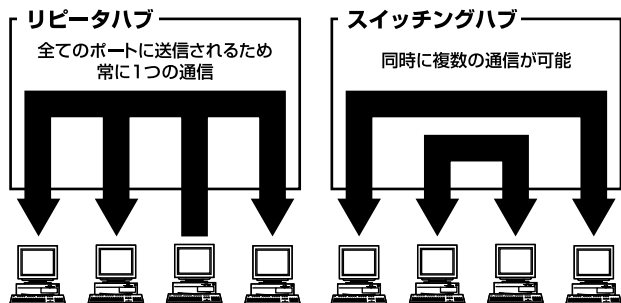 リピータハブ
全てのポートに送信されるため
常に1つの通信
スイッチングハブ
同時に複数の通信が可能